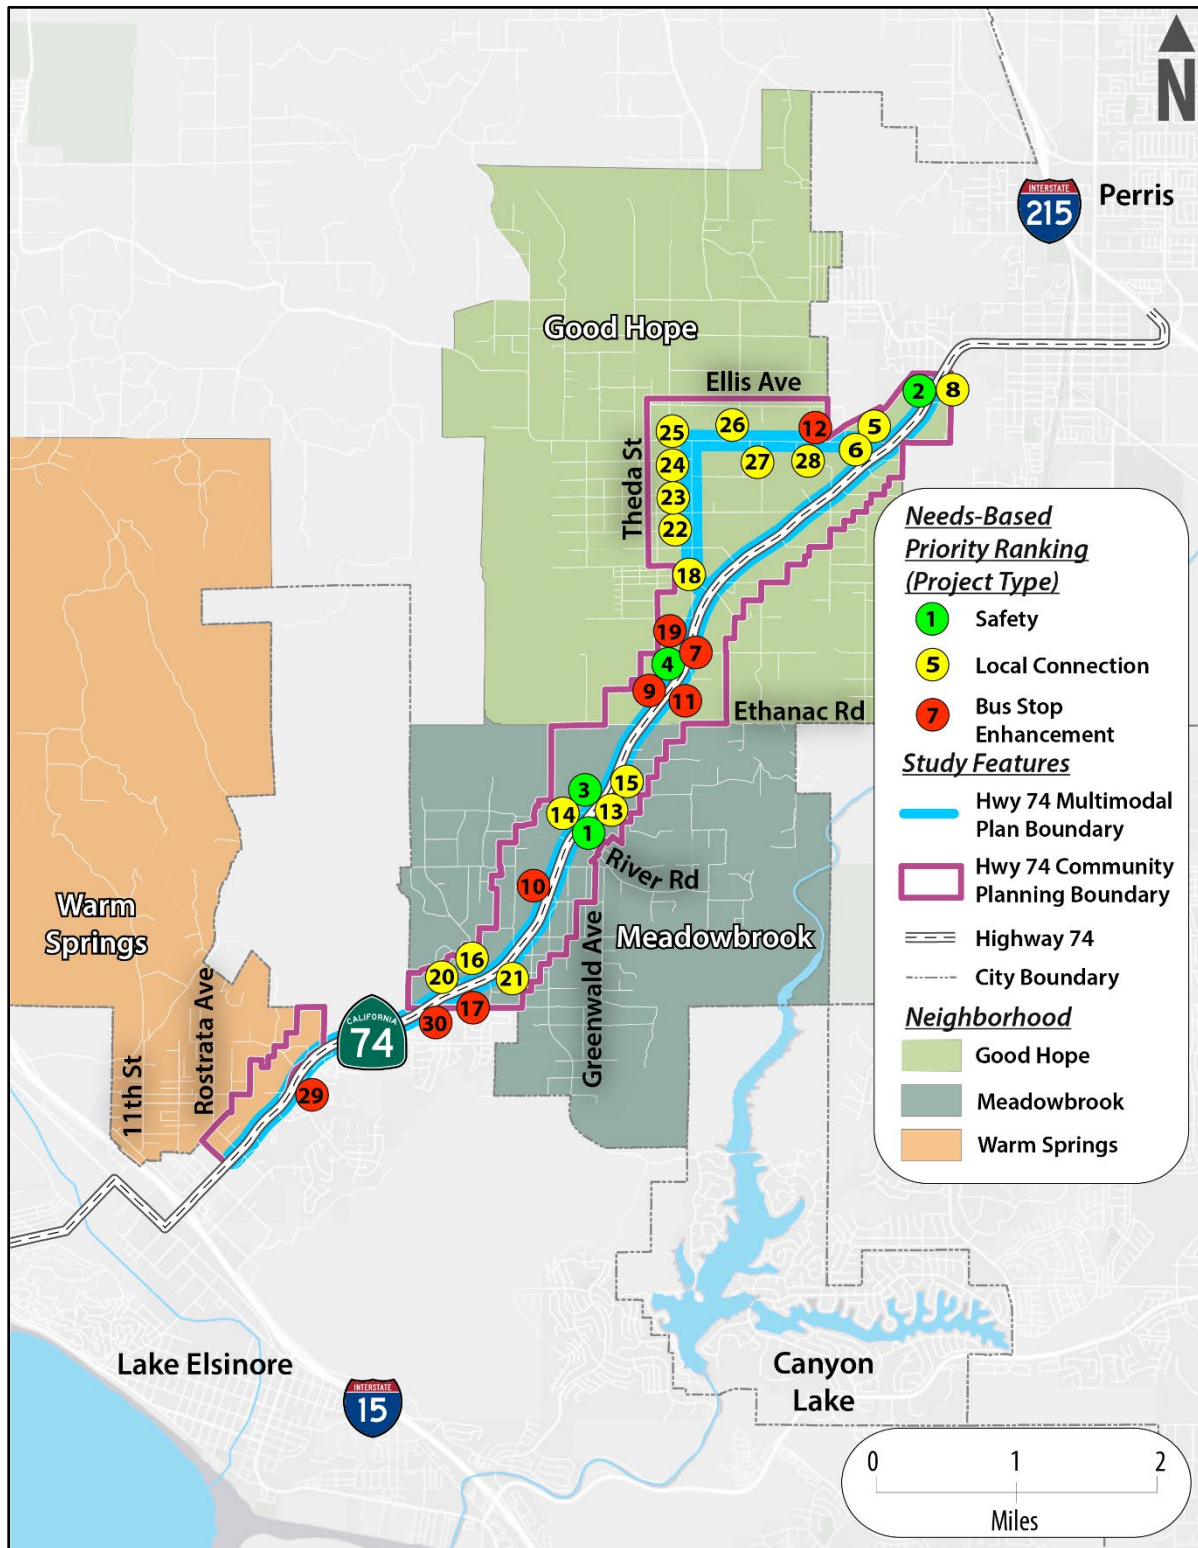 N
INTERSTATE
215
Perris
Good Hope
Ellis Ave
2
8
5
26
12
25
6
27
28
24
Theda St
23
22
18
19
7
4
9
11
Ethanac Rd
15
3
14
13
1
River Rd
10
Warm
Springs
Meadowbrook
16
20
21
17
30
Greenwald Ave
Rostrata Ave
11th St
CALIFORNIA
74
29
Lake Elsinore
INTERSTATE
15
Canyon
Lake
Needs-Based
Priority Ranking
(Project Type)
1 Safety
5 Local Connection
7 Bus Stop
Enhancement
Study Features
Hwy 74 Multimodal
Plan Boundary
Hwy 74 Community
Planning Boundary
Highway 74
City Boundary
Neighborhood
Good Hope
Meadowbrook
Warm Springs
0 1 2
Miles